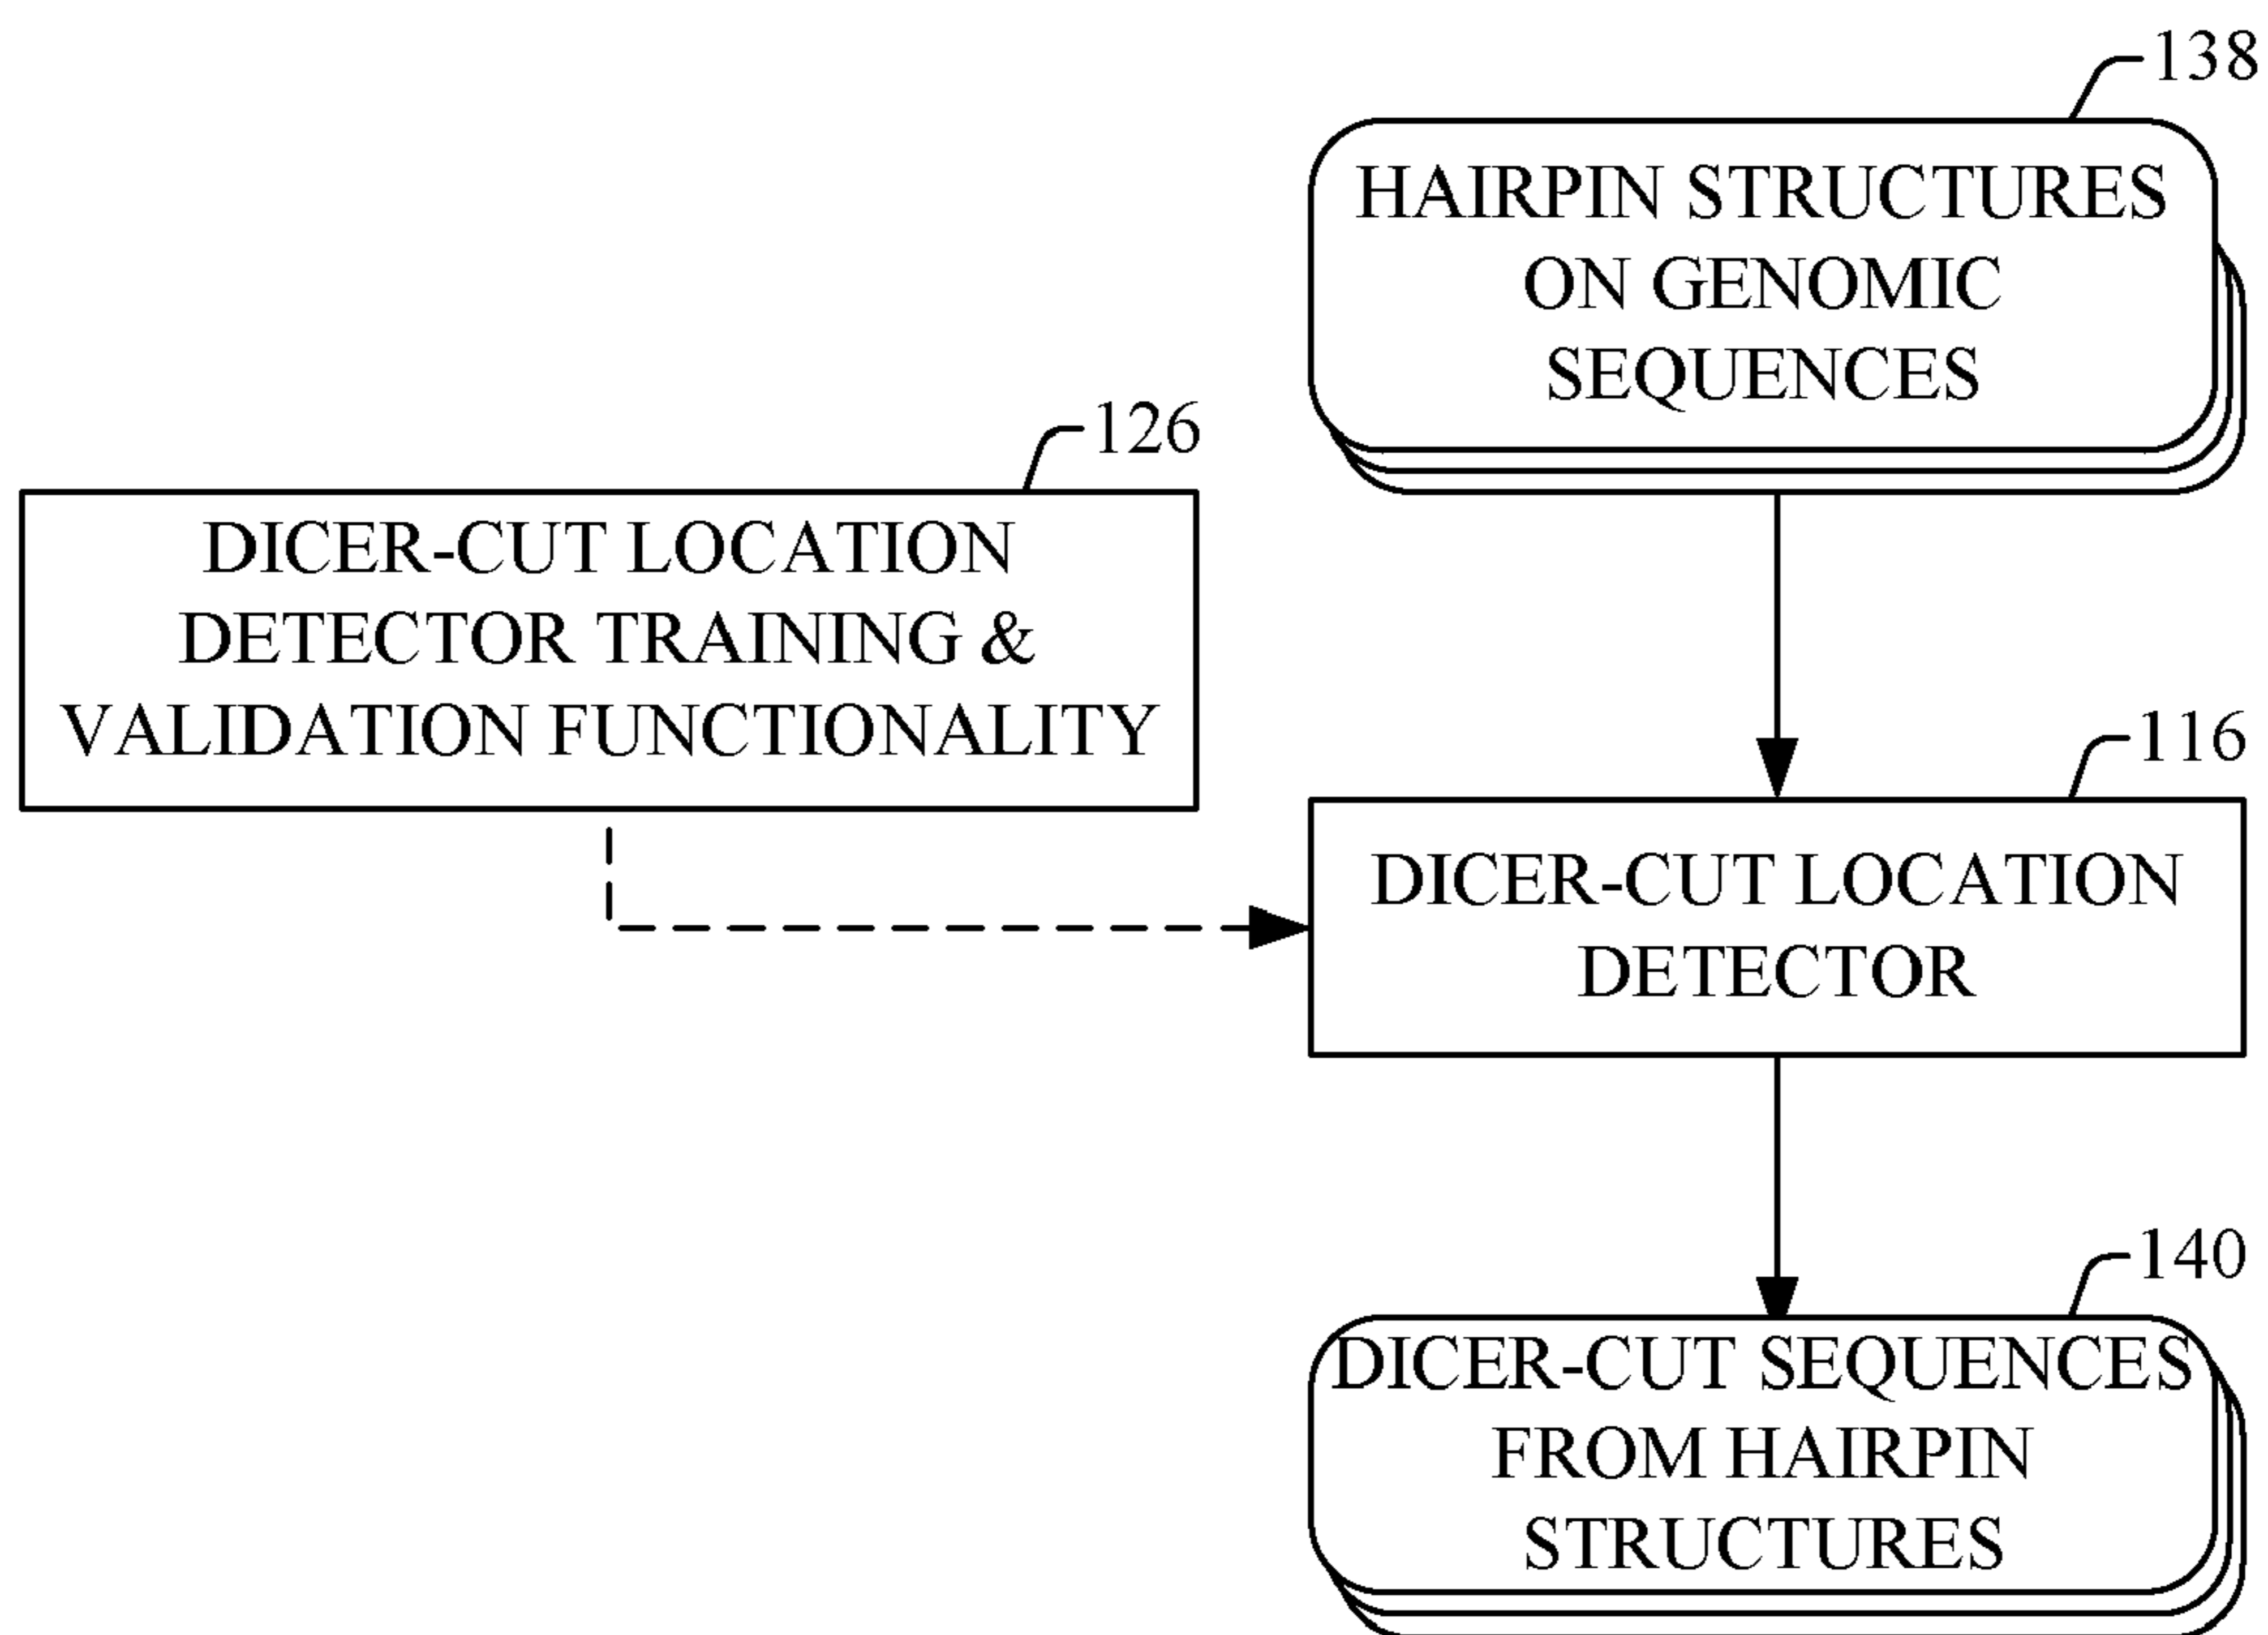 138
HAIRPIN STRUCTURES
ON GENOMIC
SEQUENCES
126
DICER-CUT LOCATION
DETECTOR TRAINING &
VALIDATION FUNCTIONALITY
116
DICER-CUT LOCATION
DETECTOR
140
DICER-CUT SEQUENCES
FROM HAIRPIN
STRUCTURES